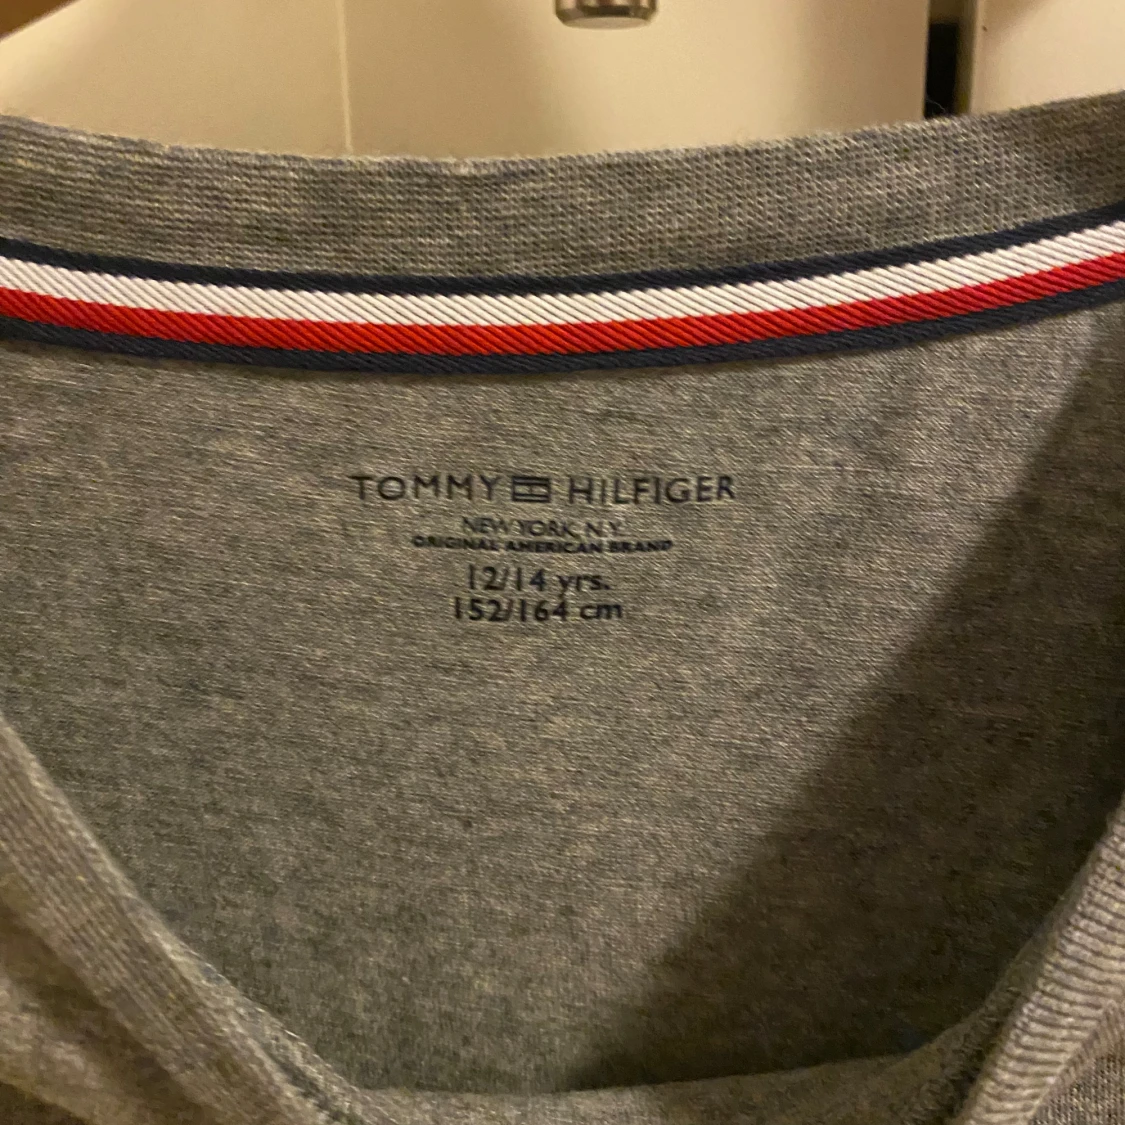 TOMMY HILFIGER
NEW YORK, N.Y.
ORIGINAL AMERICAN BRAND
12/14 yrs.
152/164 cm